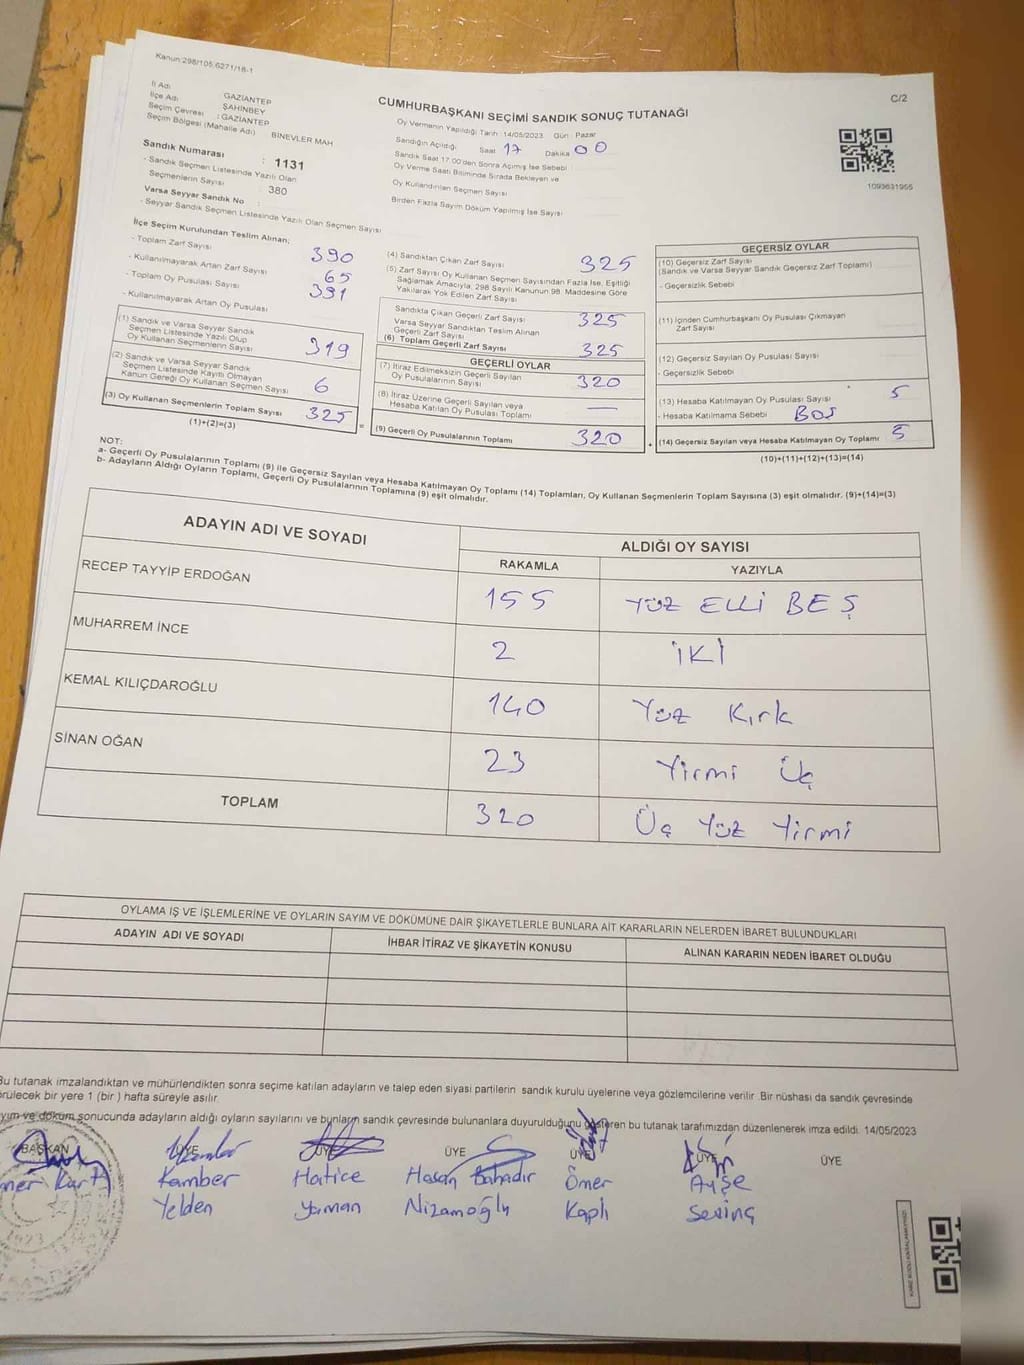 Kanun:298/105,6271/18-1
C/2
İl Adı GAZİANTEP
İlçe Adı ŞAHİNBEY
Seçim Çevresi : GAZİANTEP
Seçim Bölgesi (Mahalle Adı) BİNEVLER MAH
CUMHURBAŞKANI SEÇİMİ SANDIK SONUÇ TUTANAĞI
Oy Vermenin Yapıldığı Tarih : 14/05/2023 Gün : Pazar
Sandığın Açıldığı Saat 17 Dakika 00
Sandık Saat 17.00'den Sonra Açımış İse Sebebi
Oy Verme Saati Bitiminde Sırada Bekleyen ve
Oy Kullandırılan Seçmen Sayısı
Birden Fazla Sayım Döküm Yapılmış İse Sayısı
1093631955
Sandık Numarası : 1131
- Sandık Seçmen Listesinde Yazılı Olan
Seçmenlerin Sayısı : 380
Varsa Seyyar Sandık No :
- Seyyar Sandık Listesinde Yazılı Olan Seçmen Sayısı
İlçe Seçim Kurulundan Teslim Alınan;
- Toplam Zarf Sayısı 390
- Kullanılmayarak Artan Zarf Sayısı 65
- Toplam Oy Pusulası Sayısı 391
- Kullanılmayarak Artan Oy Pusulası
(1) Sandık ve Varsa Seyyar Sandık
Seçmen Listesinde Yazılı Olup
Oy Kullanan Seçmenlerin Sayısı 319
(2) Sandık ve Varsa Seyyar Sandık
Seçmen Listesinde Kayıtlı Olmayan
Kanun Gereği Oy Kullanan Seçmen Sayısı 6
(3) Oy Kullanan Seçmenlerin Toplam Sayısı 325
(1)+(2)=(3)
=
(4) Sandıktan Çıkan Zarf Sayısı 325
(5) Zarf Sayısı Oy Kullanan Seçmen Sayısından Fazla İse, Eşitliği
Sağlamak Amacıyla, 298 Sayılı Kanunun 98. Maddesine Göre
Yakılarak Yok Edilen Zarf Sayısı
Sandıkta Çıkan Geçerli Zarf Sayısı 325
Varsa Seyyar Sandıktan Teslim Alınan
Geçerli Zarf Sayısı
(6) Toplam Geçerli Zarf Sayısı 325
GEÇERLİ OYLAR
(7) İtiraz Edilmeksizin Geçerli Sayılan
Oy Pusulalarının Sayısı 320
(8) İtiraz Üzerine Geçerli Sayılan veya
Hesaba Katılan Oy Pusulası Toplamı —
(9) Geçerli Oy Pusulalarının Toplamı 320
+
GEÇERSİZ OYLAR
(10) Geçersiz Zarf Sayısı
(Sandık ve Varsa Seyyar Sandık Geçersiz Zarf Toplamı)
- Geçersizlik Sebebi
(11) İçinden Cumhurbaşkanı Oy Pusulası Çıkmayan
Zarf Sayısı
(12) Geçersiz Sayılan Oy Pusulası Sayısı
- Geçersizlik Sebebi
(13) Hesaba Katılmayan Oy Pusulası Sayısı 5
- Hesaba Katılmama Sebebi BOŞ
(14) Geçersiz Sayılan veya Hesaba Katılmayan Oy Toplamı 5
(10)+(11)+(12)+(13)=(14)
NOT:
a- Geçerli Oy Pusulalarının Toplamı (9) ile Geçersiz Sayılan veya Hesaba Katılmayan Oy Toplamı (14) Toplamları, Oy Kullanan Seçmenlerin Toplam Sayısına (3) eşit olmalıdır. (9)+(14)=(3)
b- Adayların Aldığı Oyların Toplamı, Geçerli Oy Pusulalarının Toplamına (9) eşit olmalıdır.
ADAYIN ADI VE SOYADI
ALDIĞI OY SAYISI
RAKAMLA YAZIYLA
RECEP TAYYİP ERDOĞAN 155 YÜZ ELLİ BEŞ
MUHARREM İNCE 2 İKİ
KEMAL KILIÇDAROĞLU 140 Yüz Kırk
SİNAN OĞAN 23 Yirmi Üç
TOPLAM 320 Üç Yüz Yirmi
OYLAMA İŞ VE İŞLEMLERİNE VE OYLARIN SAYIM VE DÖKÜMÜNE DAİR ŞİKAYETLERLE BUNLARA AİT KARARLARIN NELERDEN İBARET BULUNDUKLARI
ADAYIN ADI VE SOYADI İHBAR İTİRAZ VE ŞİKAYETİN KONUSU ALINAN KARARIN NEDEN İBARET OLDUĞU
Bu tutanak imzalandıktan ve mühürlendikten sonra seçime katılan adayların ve talep eden siyasi partilerin sandık kurulu üyelerine veya gözlemcilerine verilir. Bir nüshası da sandık çevresinde
örülecek bir yere 1 (bir ) hafta süreyle asılır.
yım ve döküm sonucunda adayların aldığı oyların sayılarını ve bunların sandık çevresinde bulunanlara duyurulduğunu gösteren bu tutanak tarafımızdan düzenlenerek imza edildi. 14/05/2023
BAŞKAN ÜYE ÜYE ÜYE ÜYE ÜYE ÜYE
mer Kurt Kamber Hatice Hasan Bahadır Ömer Ayşe
Yelden Yaman Nizamoğlu Kaplı Sevinç